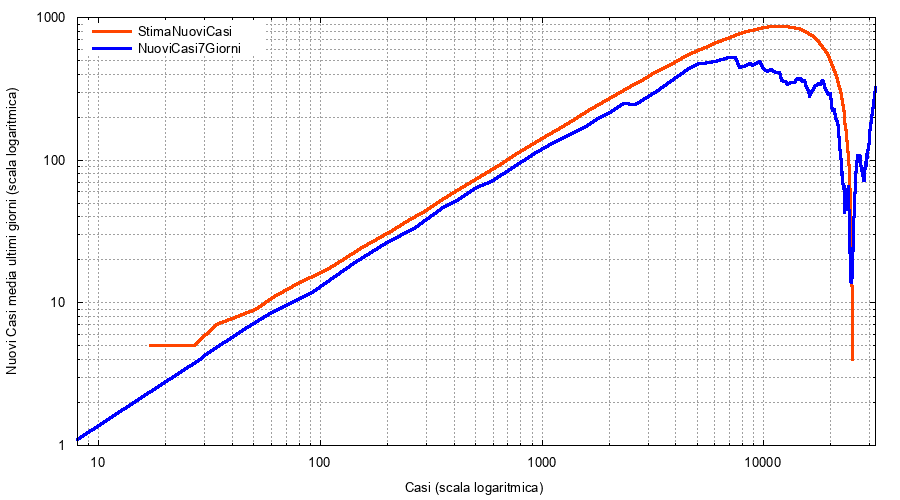 1000
StimaNuoviCasi
NuoviCasi7Giorni
100
10
1
Nuovi Casi media ultimi giorni (scala logaritmica)
10
100
1000
10000
Casi (scala logaritmica)